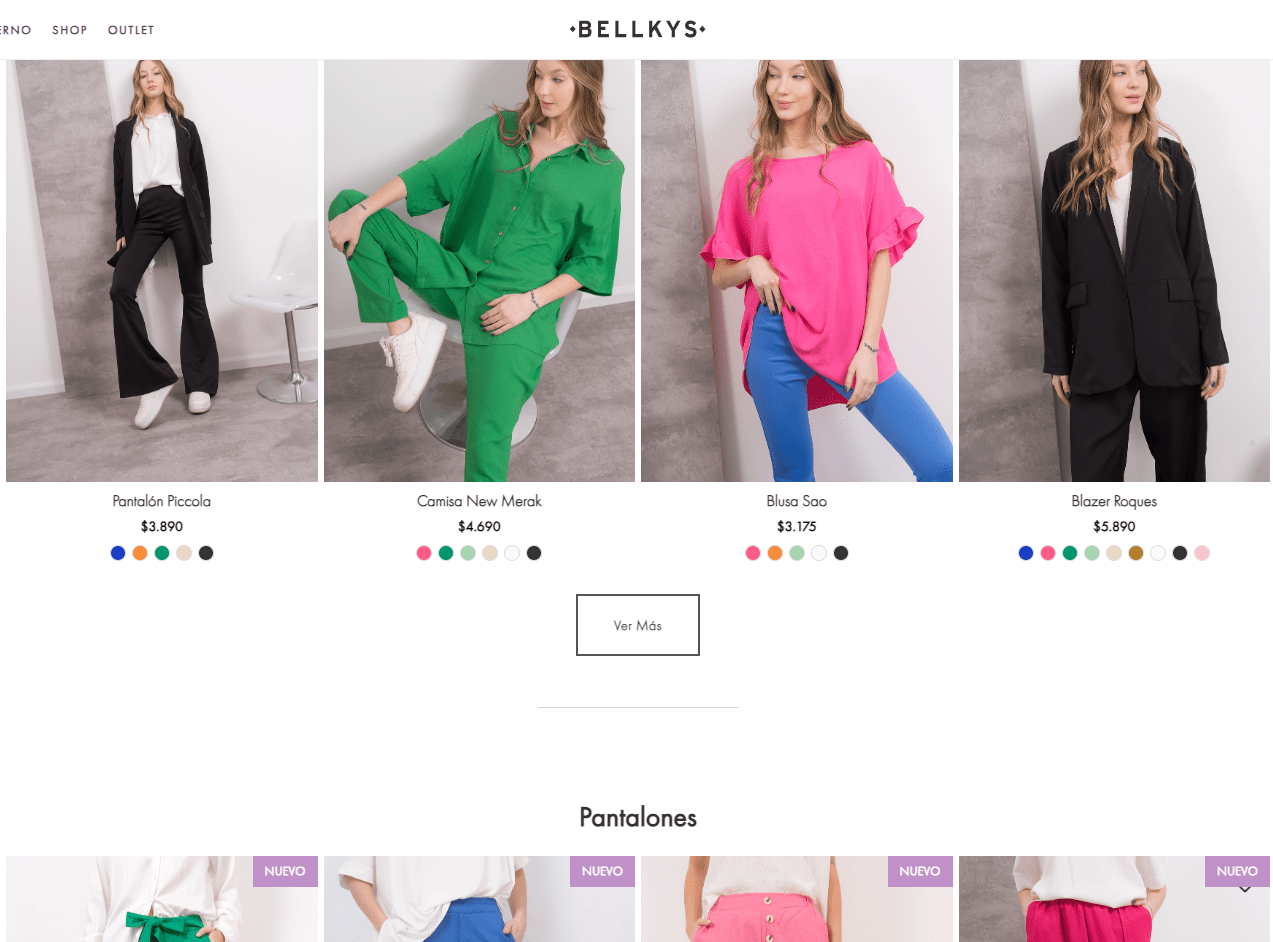 ERNO SHOP OUTLET
BELLKYS
Pantalón Piccola
$3.890
Camisa New Merak
$4.690
Blusa Sao
$3.175
Blazer Roques
$5.890
Ver Más
Pantalones
NUEVO
NUEVO
NUEVO
NUEVO